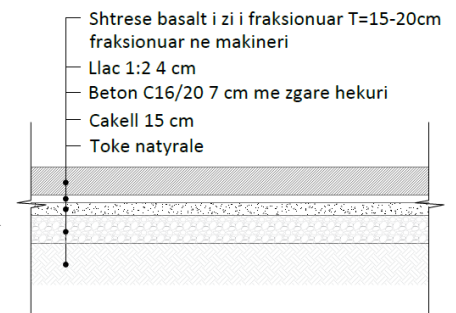 Shtrese basalt i zi i fraksionuar T=15-20cm
fraksionuar ne makineri
Llac 1:2 4 cm
Beton C16/20 7 cm me zgare hekuri
Cakell 15 cm
Toke natyrale